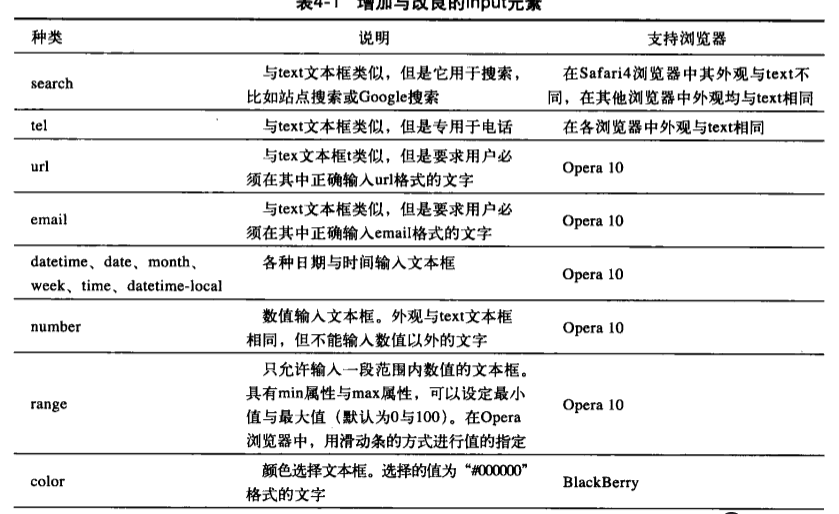 表4-1 增加与改良的input元素
种类 说明 支持浏览器
search
与text文本框类似，但是它用于搜索，
比如站点搜索或Google搜索
在Safari4浏览器中其外观与text不
同，在其他浏览器中外观均与text相同
tel 与text文本框类似，但是专用于电话 在各浏览器中外观与text相同
url
与tex文本框t类似，但是要求用户必
须在其中正确输入url格式的文字
Opera 10
email
与text文本框类似，但是要求用户必
须在其中正确输入email格式的文字
Opera 10
datetime、date、month、
week、time、datetime-local
各种日期与时间输入文本框
Opera 10
number
数值输入文本框。外观与text文本框
相同，但不能输入数值以外的文字
Opera 10
range
只允许输入一段范围内数值的文本框。
具有min属性与max属性，可以设定最小
值与最大值（默认为0与100）。在Opera
浏览器中，用滑动条的方式进行值的指定
Opera 10
color
颜色选择文本框。选择的值为“#000000”
格式的文字
BlackBerry